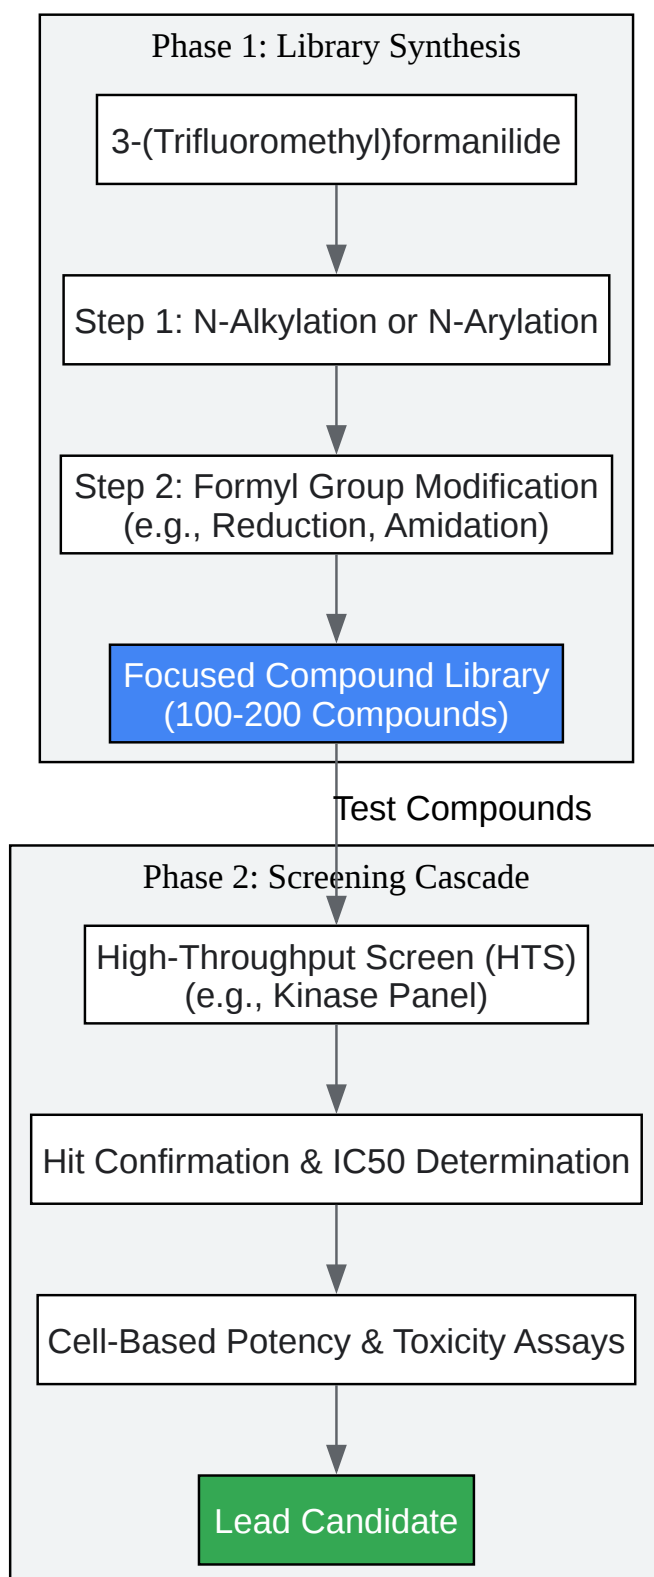 Phase 1: Library Synthesis
3-(Trifluoromethyl)formanilide
Step 1: N-Alkylation or N-Arylation
Step 2: Formyl Group Modification
(e.g., Reduction, Amidation)
Focused Compound Library
(100-200 Compounds)
Test Compounds
Phase 2: Screening Cascade
High-Throughput Screen (HTS)
(e.g., Kinase Panel)
Hit Confirmation & IC50 Determination
Cell-Based Potency & Toxicity Assays
Lead Candidate